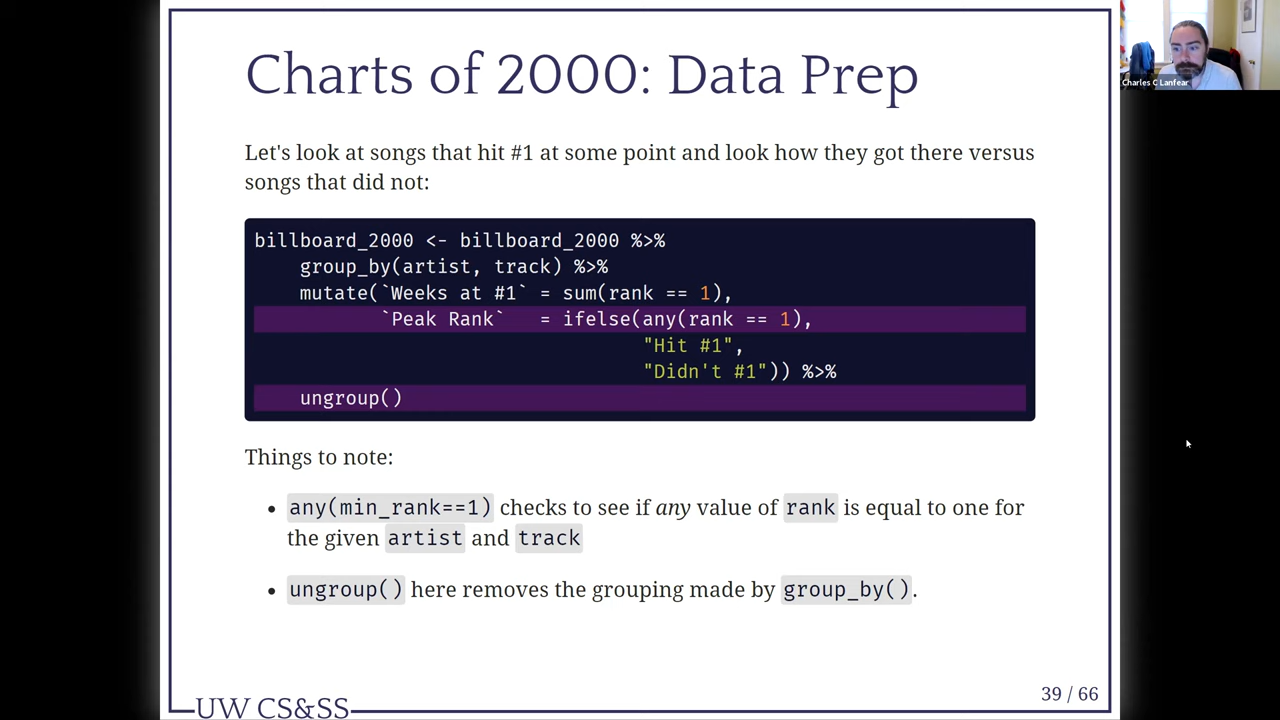 Charts of 2000: Data Prep
Charles C Lanfear
Let's look at songs that hit #1 at some point and look how they got there versus
songs that did not:
billboard_2000 <- billboard_2000 %>%
group_by(artist, track) %>%
mutate(`Weeks at #1` = sum(rank == 1),
`Peak Rank`   = ifelse(any(rank == 1),
"Hit #1",
"Didn't #1")) %>%
ungroup()
Things to note:
• any(min_rank==1) checks to see if any value of rank is equal to one for
the given artist and track
• ungroup() here removes the grouping made by group_by().
39 / 66
UW CS&SS